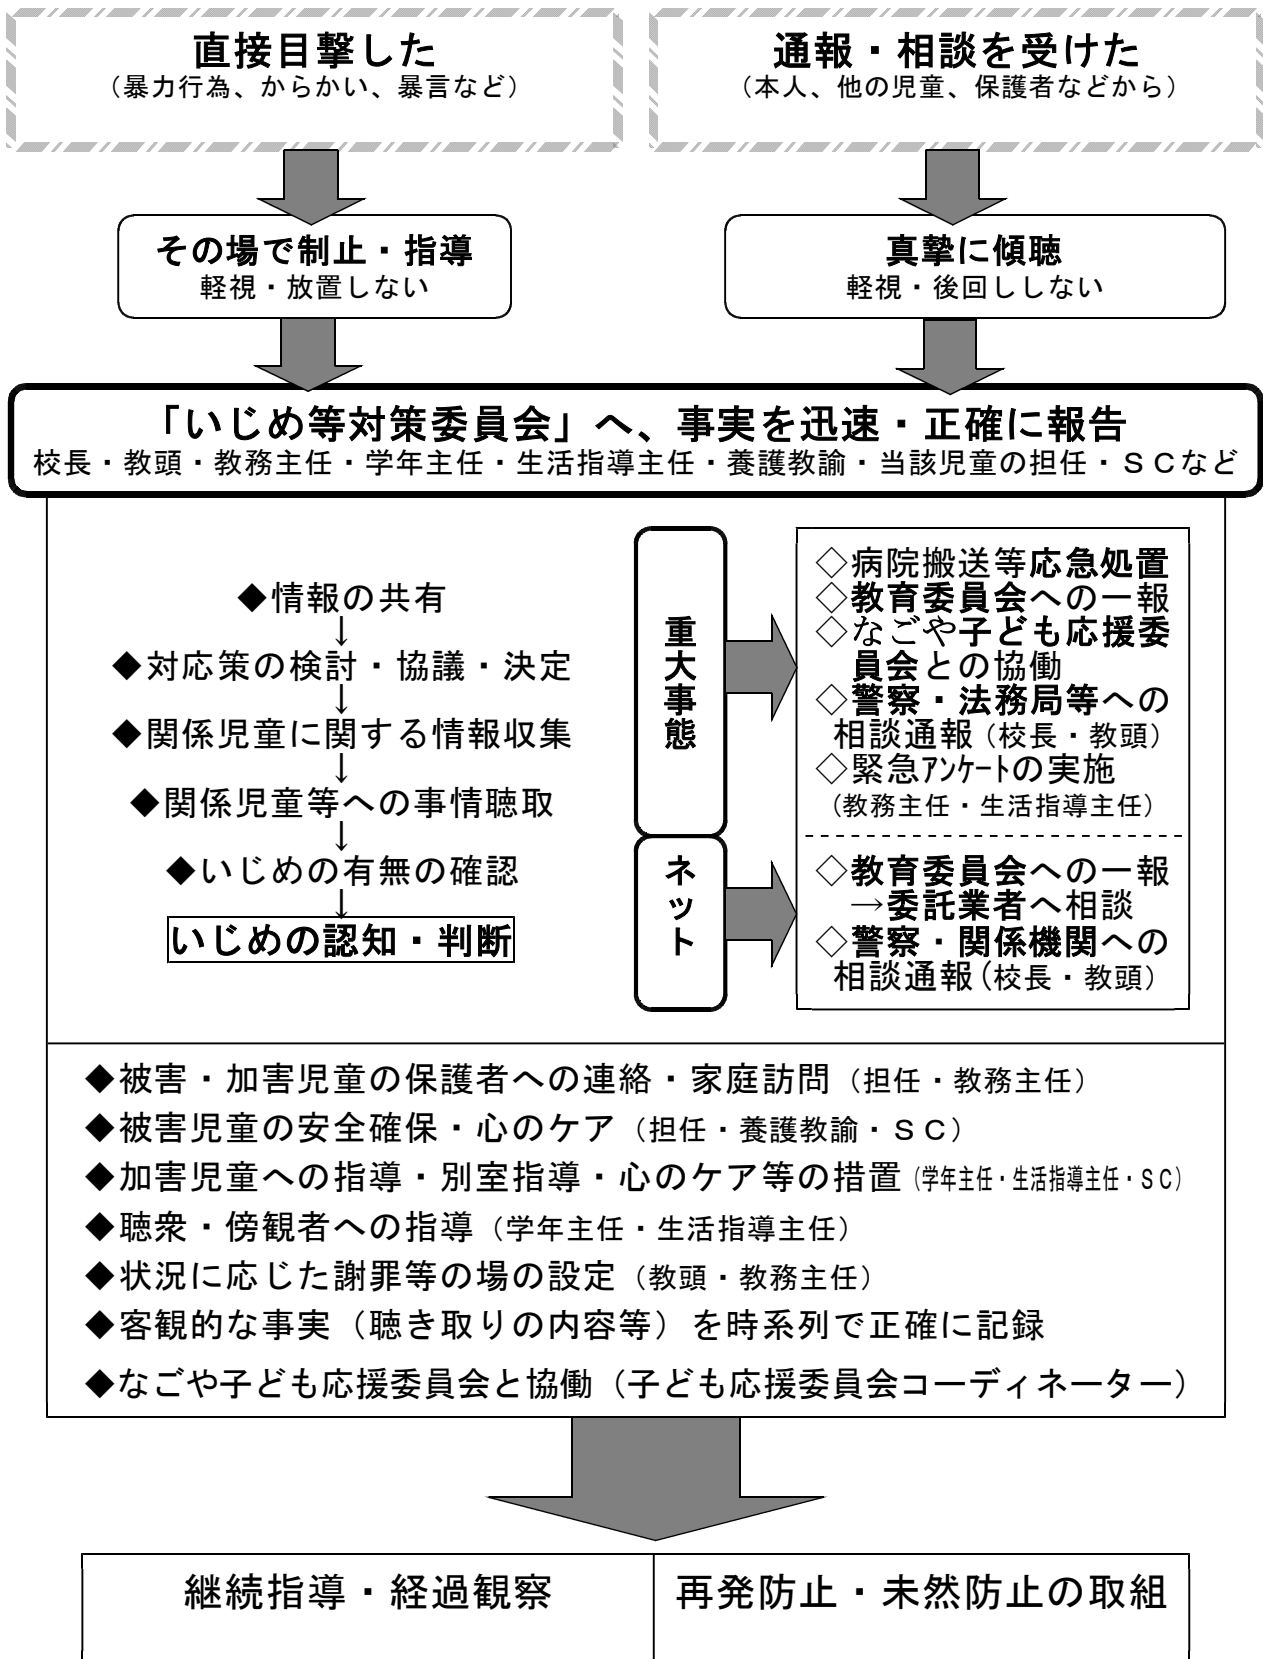 直接目撃した
（暴力行為、からかい、暴言など）
通報・相談を受けた
（本人、他の児童、保護者などから）
その場で制止・指導
軽視・放置しない
真摯に傾聴
軽視・後回ししない
「いじめ等対策委員会」へ、事実を迅速・正確に報告
校長・教頭・教務主任・学年主任・生活指導主任・養護教諭・当該児童の担任・ＳＣなど
◆情報の共有
↓
◆対応策の検討・協議・決定
↓
◆関係児童に関する情報収集
↓
◆関係児童等への事情聴取
↓
◆いじめの有無の確認
↓
いじめの認知・判断
重大事態
◇病院搬送等応急処置
◇教育委員会への一報
◇なごや子ども応援委
員会との協働
◇警察・法務局等への
相談通報（校長・教頭）
◇緊急ｱﾝｹｰﾄの実施
（教務主任・生活指導主任）
ネット
◇教育委員会への一報
→委託業者へ相談
◇警察・関係機関への
相談通報（校長・教頭）
◆被害・加害児童の保護者への連絡・家庭訪問（担任・教務主任）
◆被害児童の安全確保・心のケア（担任・養護教諭・ＳＣ）
◆加害児童への指導・別室指導・心のケア等の措置（学年主任・生活指導主任・ＳＣ）
◆聴衆・傍観者への指導（学年主任・生活指導主任）
◆状況に応じた謝罪等の場の設定（教頭・教務主任）
◆客観的な事実（聴き取りの内容等）を時系列で正確に記録
◆なごや子ども応援委員会と協働（子ども応援委員会コーディネーター）
継続指導・経過観察
再発防止・未然防止の取組